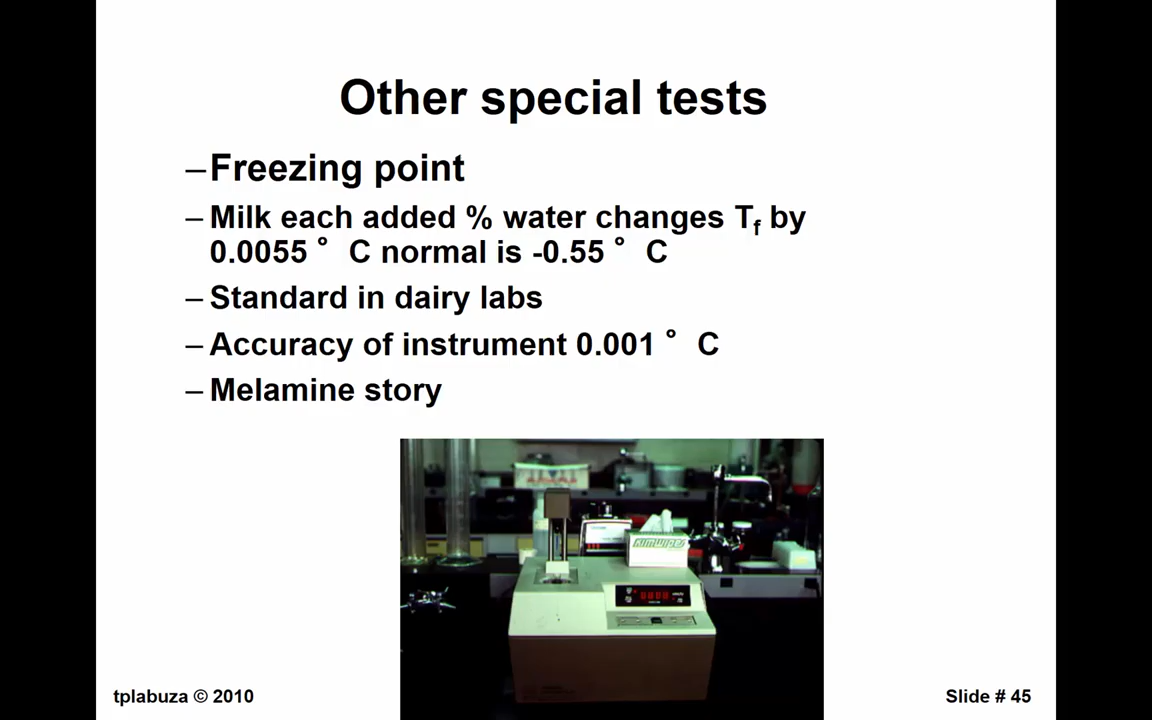 Other special tests
–Freezing point
–Milk each added % water changes Tf by
0.0055 ° C normal is -0.55 ° C
–Standard in dairy labs
–Accuracy of instrument 0.001 ° C
–Melamine story
KIMWIPES
tplabuza © 2010
Slide # 45